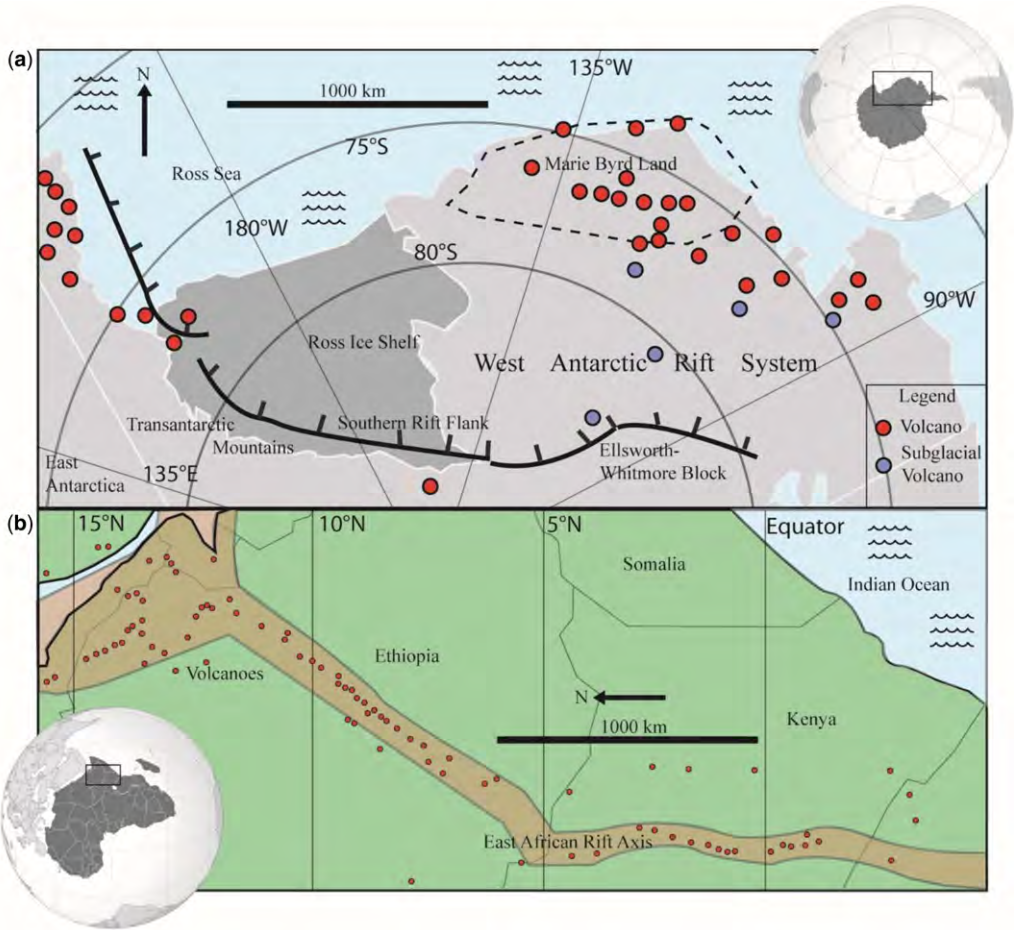 (a)
N
1000 km
135°W
75°S
Ross Sea
Marie Byrd Land
180°W
80°S
90°W
Ross Ice Shelf
West Antarctic Rift System
Legend
Volcano
Subglacial
Volcano
Transantarctic
Mountains
Southern Rift Flank
Ellsworth-
Whitmore Block
East
Antarctica
135°E
(b)
15°N
10°N
5°N
Equator
Somalia
Indian Ocean
Ethiopia
Volcanoes
N
Kenya
1000 km
East African Rift Axis